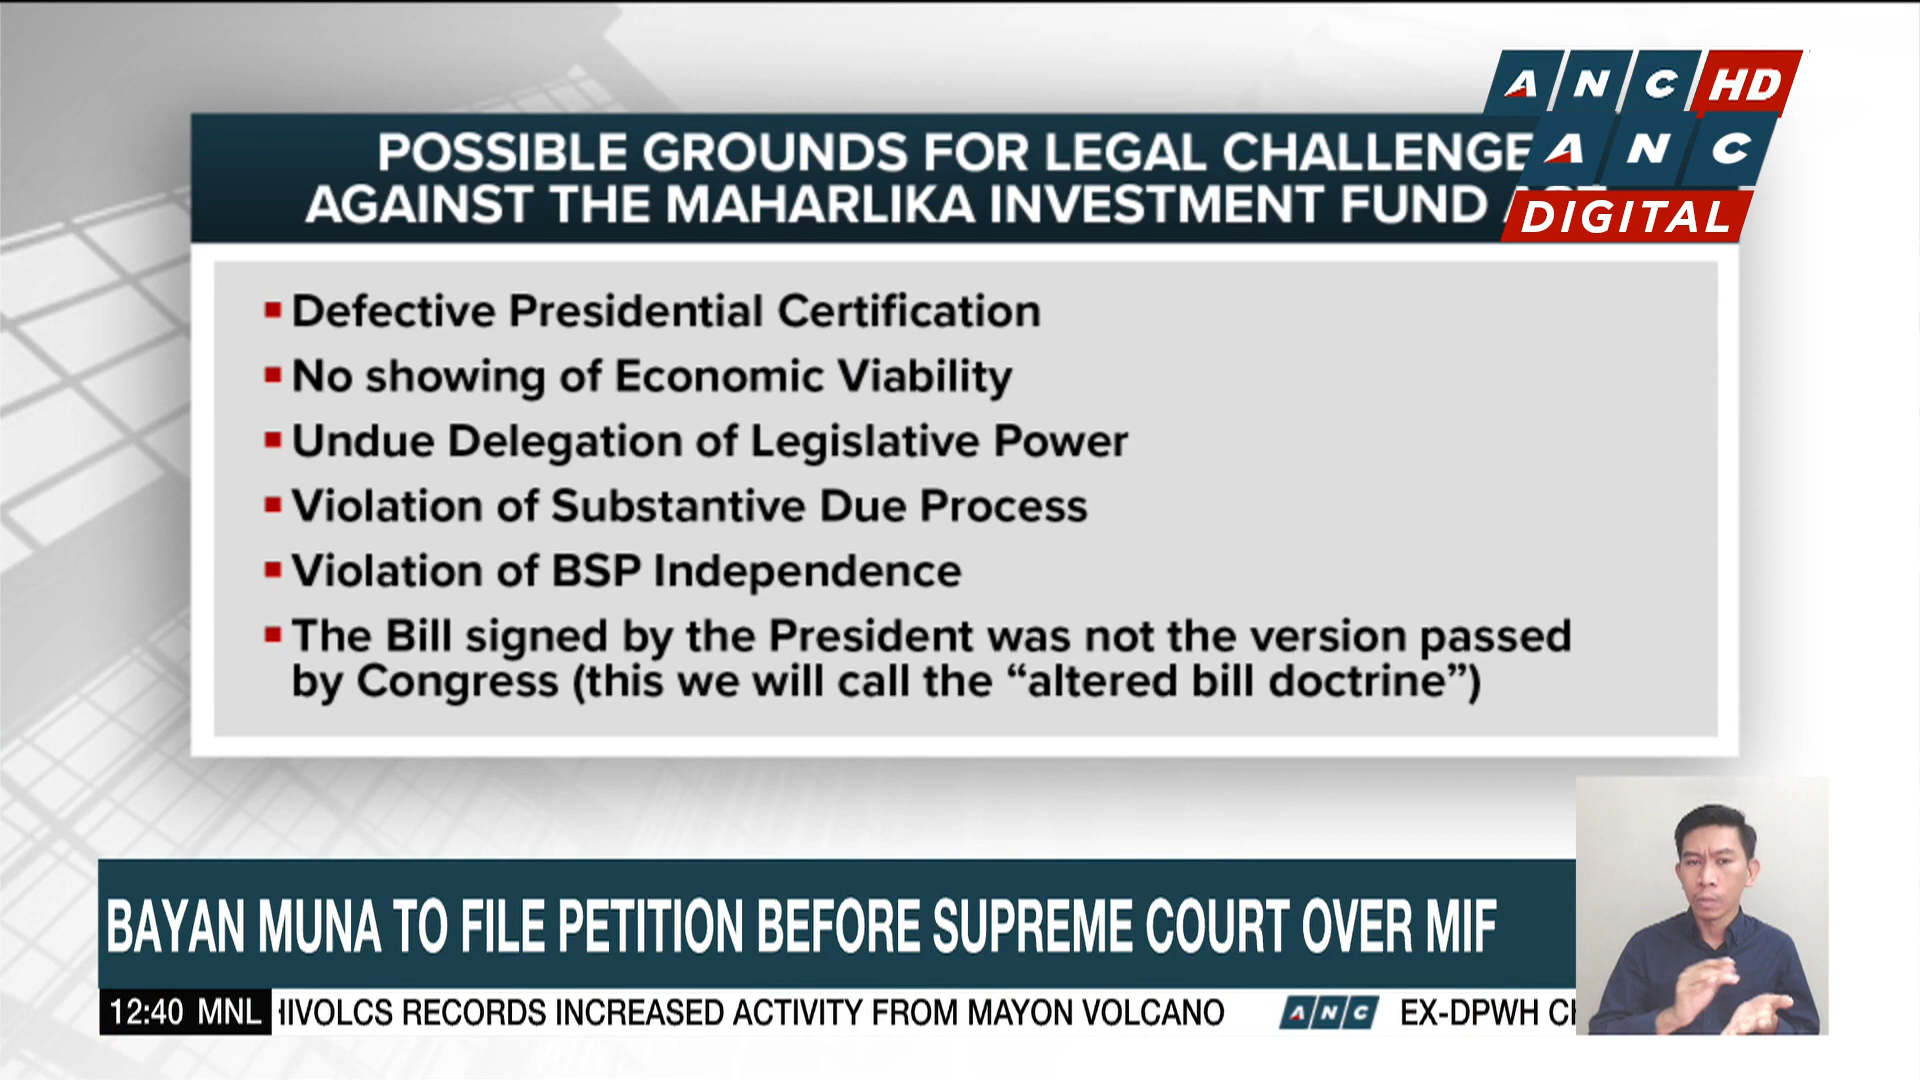 ANC HD
ANC
DIGITAL
POSSIBLE GROUNDS FOR LEGAL CHALLENGE
AGAINST THE MAHARLIKA INVESTMENT FUND
▪ Defective Presidential Certification
▪ No showing of Economic Viability
▪ Undue Delegation of Legislative Power
▪ Violation of Substantive Due Process
▪ Violation of BSP Independence
▪ The Bill signed by the President was not the version passed
by Congress (this we will call the “altered bill doctrine”)
BAYAN MUNA TO FILE PETITION BEFORE SUPREME COURT OVER MIF
12:40 MNL HIVOLCS RECORDS INCREASED ACTIVITY FROM MAYON VOLCANO ANC EX-DPWH